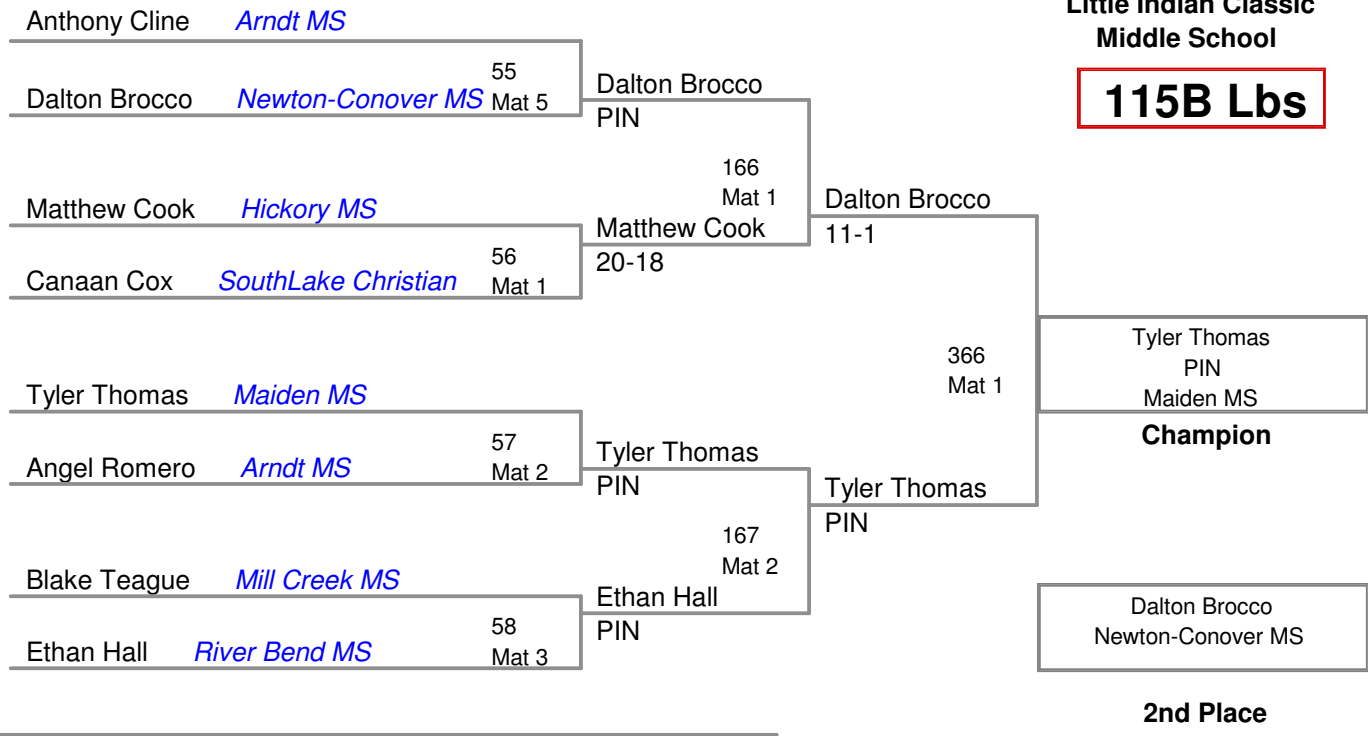 Little Indian Classic
Middle School
115B Lbs
Anthony Cline Arndt MS
55
Dalton Brocco Newton-Conover MS Mat 5
Dalton Brocco
PIN
166
Mat 1
Matthew Cook Hickory MS
56
Canaan Cox SouthLake Christian Mat 1
Matthew Cook
20-18
Dalton Brocco
11-1
366
Mat 1
Tyler Thomas Maiden MS
57
Angel Romero Arndt MS Mat 2
Tyler Thomas
PIN
167
Mat 2
Blake Teague Mill Creek MS
58
Ethan Hall River Bend MS Mat 3
Ethan Hall
PIN
Tyler Thomas
PIN
Tyler Thomas
PIN
Maiden MS
Champion
Dalton Brocco
Newton-Conover MS
2nd Place